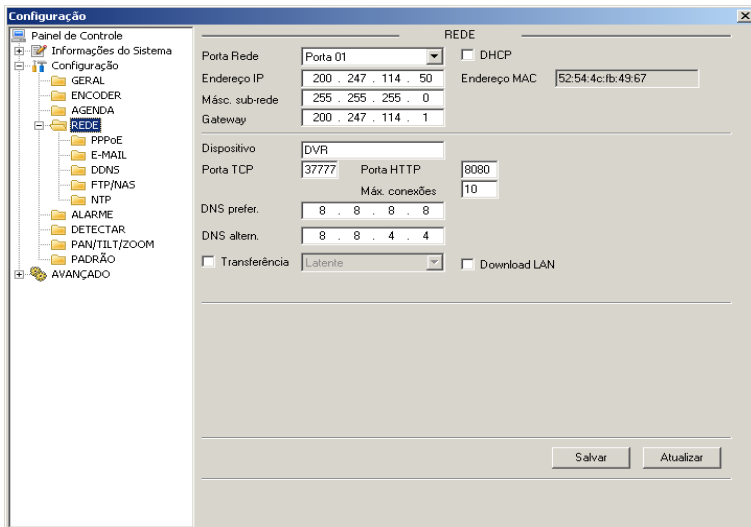 Configuração
Painel de Controle
Informações do Sistema
Configuração
GERAL
ENCODER
AGENDA
REDE
PPPoE
E-MAIL
DDNS
FTP/NAS
NTP
ALARME
DETECTAR
PAN/TILT/ZOOM
PADRÃO
AVANÇADO
REDE
Porta Rede Porta 01 DHCP
Endereço IP 200 . 247 . 114 . 50 Endereço MAC 52:54:4c:fb:49:67
Másc. sub-rede 255 . 255 . 255 . 0
Gateway 200 . 247 . 114 . 1
Dispositivo DVR
Porta TCP 37777 Porta HTTP 8080
Máx. conexões 10
DNS prefer. 8 . 8 . 8 . 8
DNS altern. 8 . 8 . 4 . 4
Transferência Latente Download LAN
Salvar Atualizar